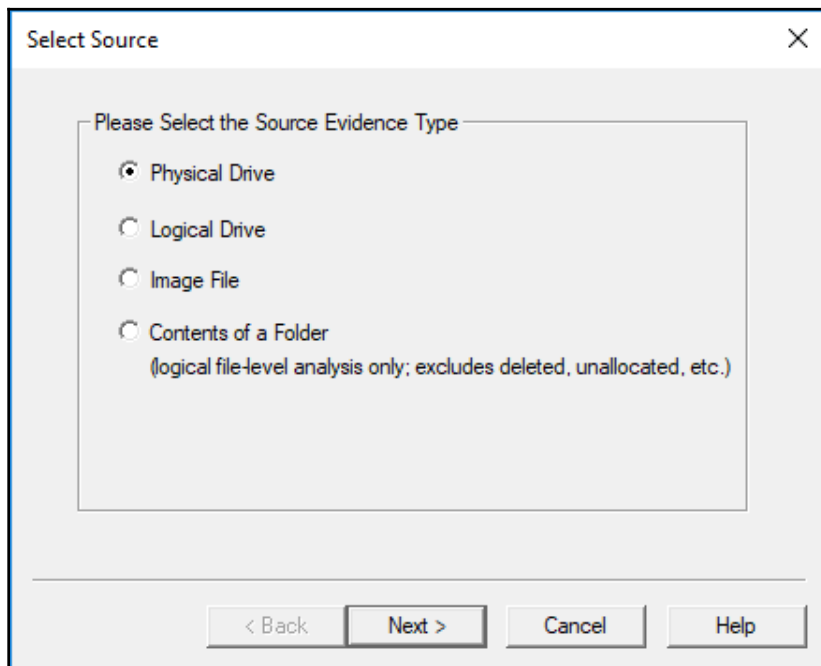 Select Source
Please Select the Source Evidence Type
Physical Drive
Logical Drive
Image File
Contents of a Folder
(logical file-level analysis only; excludes deleted, unallocated, etc.)
< Back Next > Cancel Help